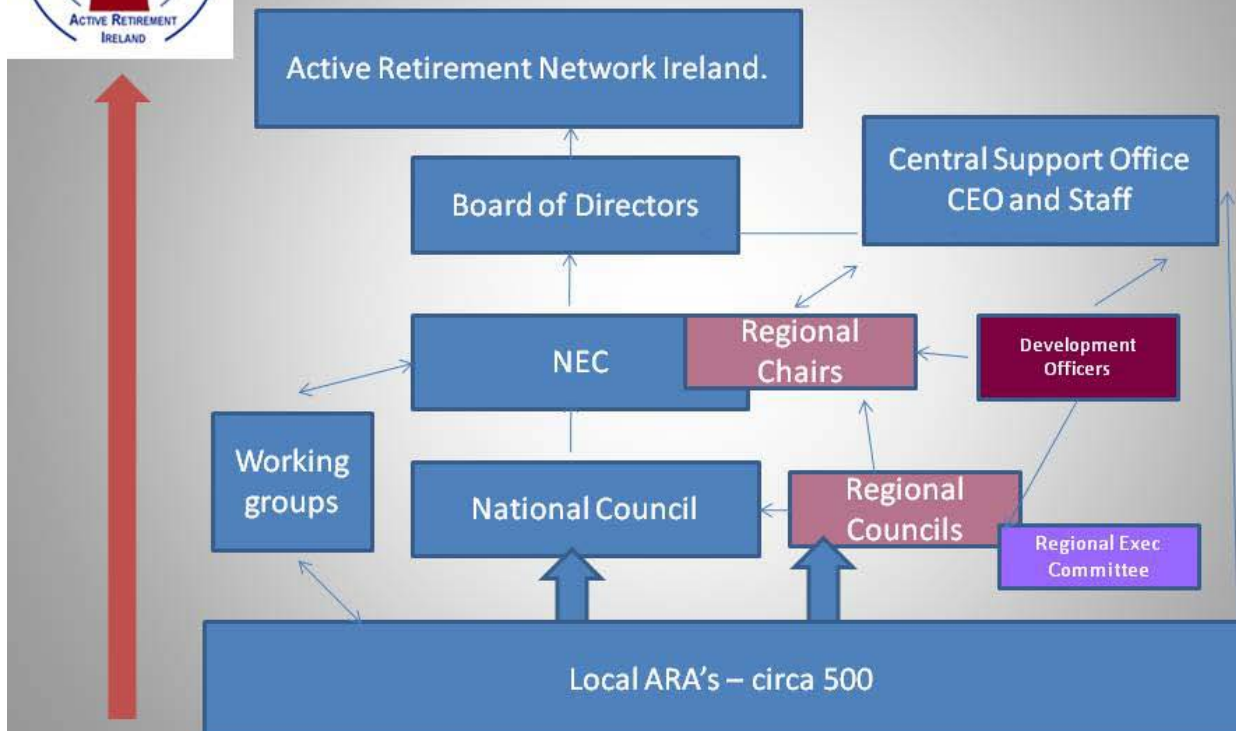 ACTIVE RETIREMENT
IRELAND
Active Retirement Network Ireland.
Central Support Office
CEO and Staff
Board of Directors
NEC
Regional
Chairs
Development
Officers
Working
groups
National Council
Regional
Councils
Regional Exec
Committee
Local ARA's – circa 500